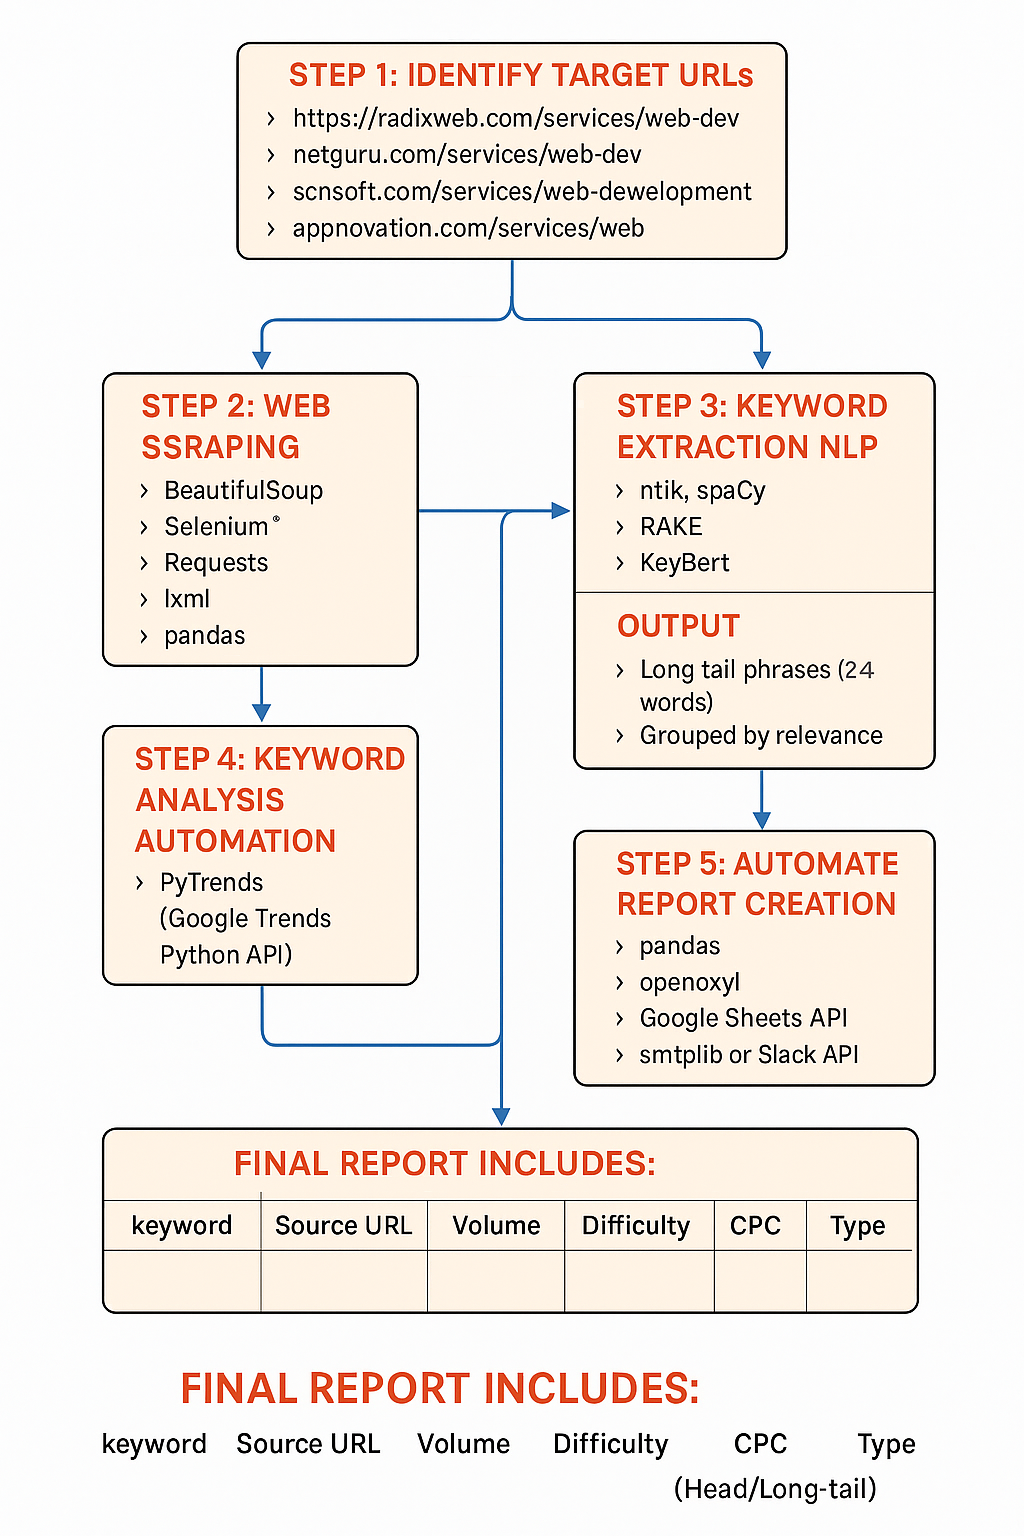 STEP 1: IDENTIFY TARGET URLs
› https://radixweb.com/services/web-dev
› netguru.com/services/web-dev
› scnsoft.com/services/web-dewelopment
› appnovation.com/services/web
STEP 2: WEB
SSRAPING
› BeautifulSoup
› Selenium®
› Requests
› lxml
› pandas
STEP 3: KEYWORD
EXTRACTION NLP
› ntik, spaCy
› RAKE
› KeyBert
OUTPUT
› Long tail phrases (24
words)
› Grouped by relevance
STEP 4: KEYWORD
ANALYSIS
AUTOMATION
› PyTrends
(Google Trends
Python API)
STEP 5: AUTOMATE
REPORT CREATION
› pandas
› openoxyl
› Google Sheets API
› smtplib or Slack API
FINAL REPORT INCLUDES:
keyword Source URL Volume Difficulty CPC Type
FINAL REPORT INCLUDES:
keyword Source URL Volume Difficulty CPC Type
(Head/Long-tail)